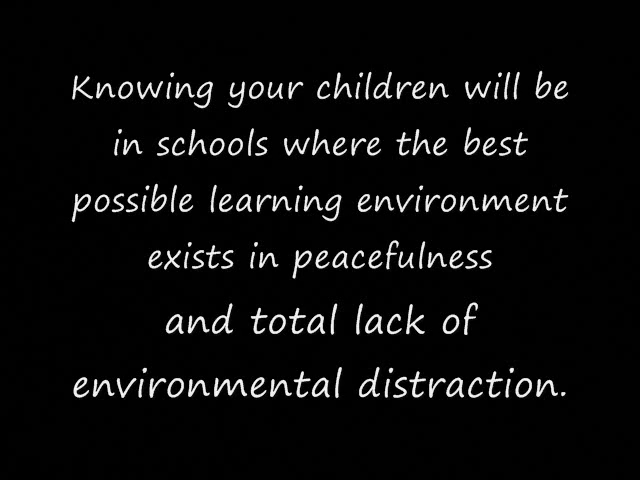 Knowing your children will be
in schools where the best
possible learning environment
exists in peacefulness
and total lack of
environmental distraction.